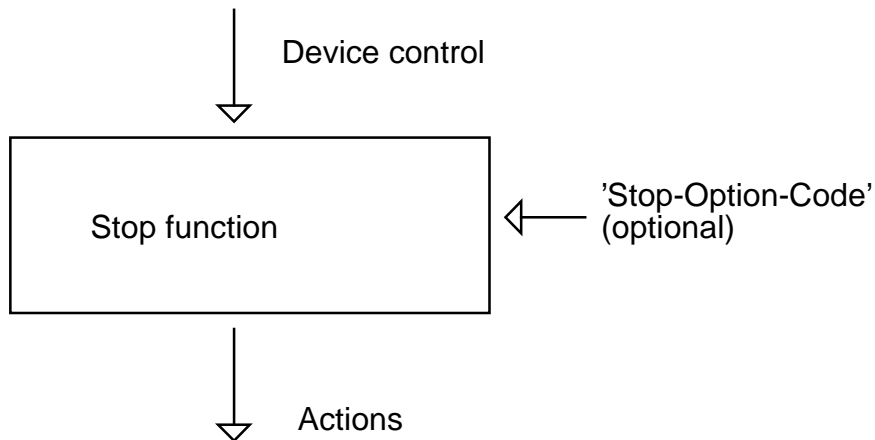 Device control
Stop function
’Stop-Option-Code’
(optional)
Actions